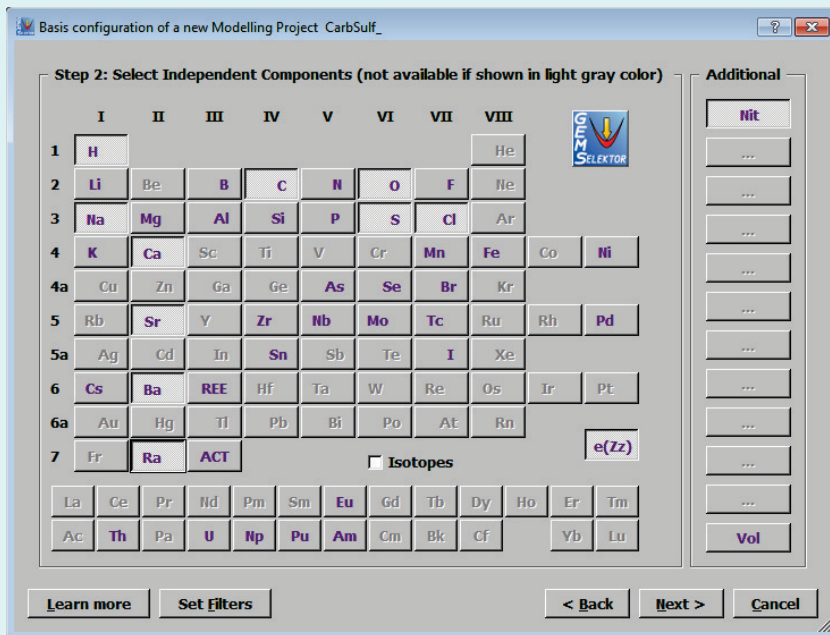 Basis configuration of a new Modelling Project CarbSulf_
Step 2: Select Independent Components (not available if shown in light gray color)
Additional
I II III IV V VI VII VIII
GEMS SELEKTOR
Nit
1 H He
...
2 Li Be B C N O F Ne
...
3 Na Mg Al Si P S Cl Ar
...
4 K Ca Sc Ti V Cr Mn Fe Co Ni
...
4a Cu Zn Ga Ge As Se Br Kr
...
5 Rb Sr Y Zr Nb Mo Tc Ru Rh Pd
...
5a Ag Cd In Sn Sb Te I Xe
...
6 Cs Ba REE Hf Ta W Re Os Ir Pt
...
6a Au Hg Tl Pb Bi Po At Rn
...
7 Fr Ra ACT Isotopes e(Zz)
...
La Ce Pr Nd Pm Sm Eu Gd Tb Dy Ho Er Tm
...
Ac Th Pa U Np Pu Am Cm Bk Cf Yb Lu
Vol
Learn more Set Filters < Back Next > Cancel